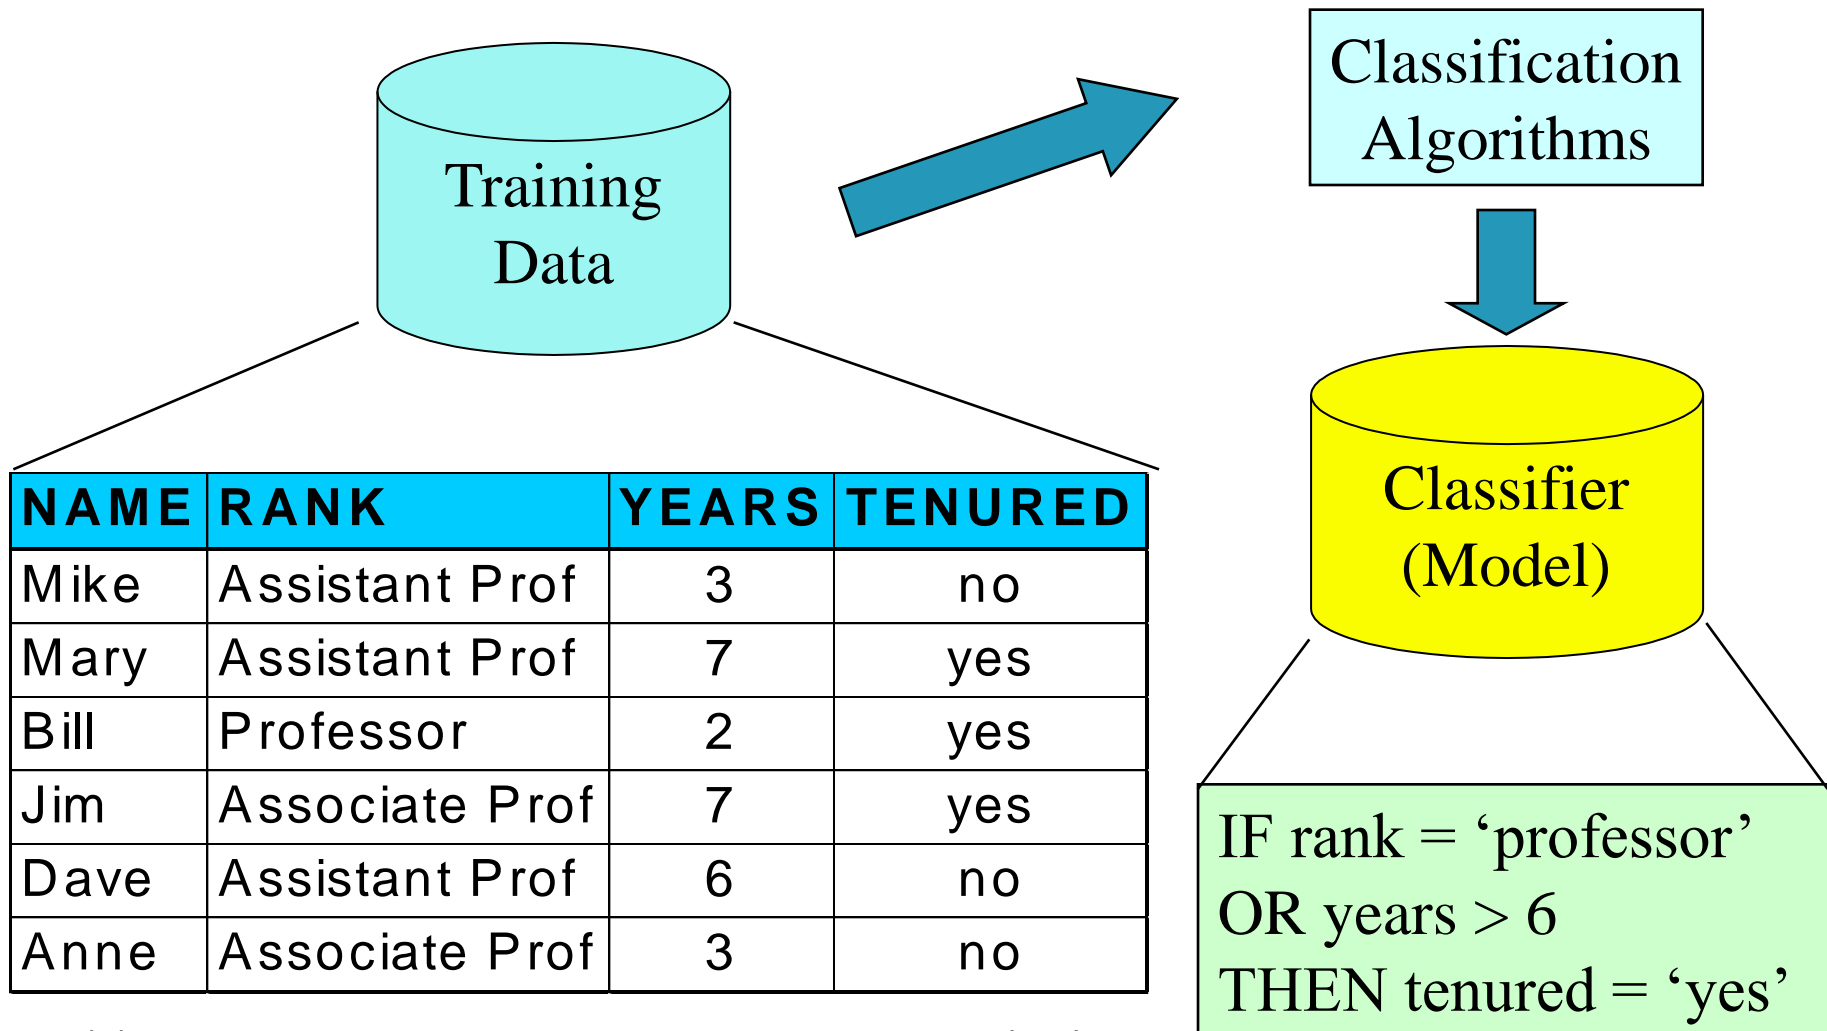 Training
Data
Classification
Algorithms
NAME RANK YEARS TENURED
Mike Assistant Prof 3 no
Mary Assistant Prof 7 yes
Bill Professor 2 yes
Jim Associate Prof 7 yes
Dave Assistant Prof 6 no
Anne Associate Prof 3 no
Classifier
(Model)
IF rank = ‘professor’
OR years > 6
THEN tenured = ‘yes’